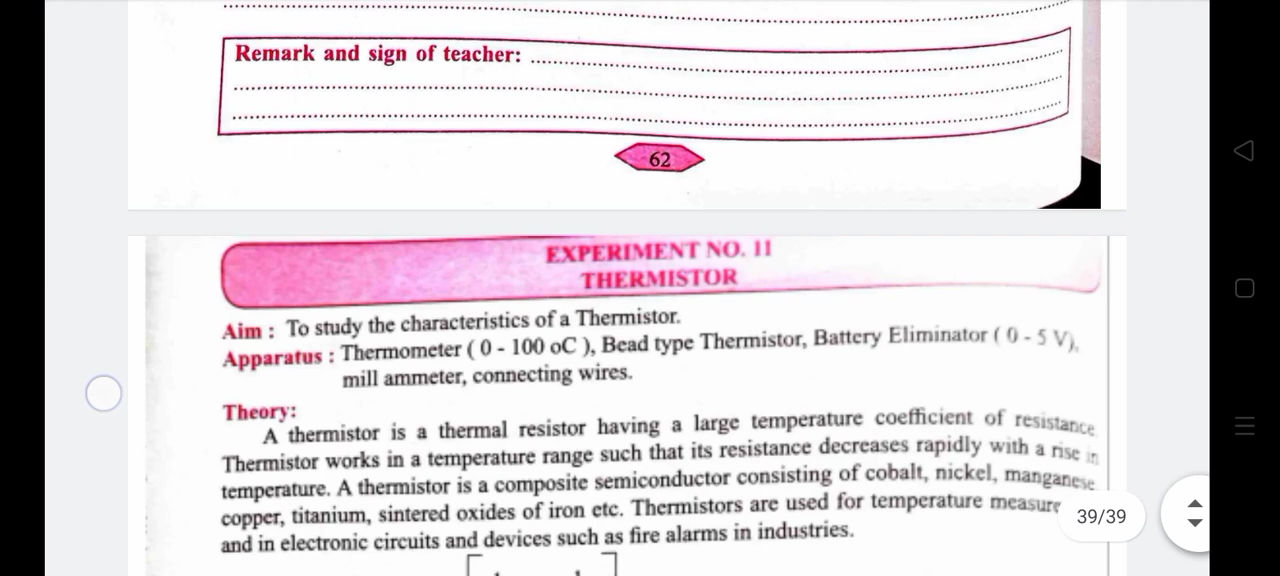 Remark and sign of teacher:
62
EXPERIMENT NO. 11
THERMISTOR
Aim : To study the characteristics of a Thermistor.
Apparatus : Thermometer ( 0 - 100 oC ), Bead type Thermistor, Battery Eliminator ( 0 - 5 V),
mill ammeter, connecting wires.
Theory:
A thermistor is a thermal resistor having a large temperature coefficient of resistance.
Thermistor works in a temperature range such that its resistance decreases rapidly with a rise in
temperature. A thermistor is a composite semiconductor consisting of cobalt, nickel, manganese
copper, titanium, sintered oxides of iron etc. Thermistors are used for temperature measure
and in electronic circuits and devices such as fire alarms in industries.
39/39